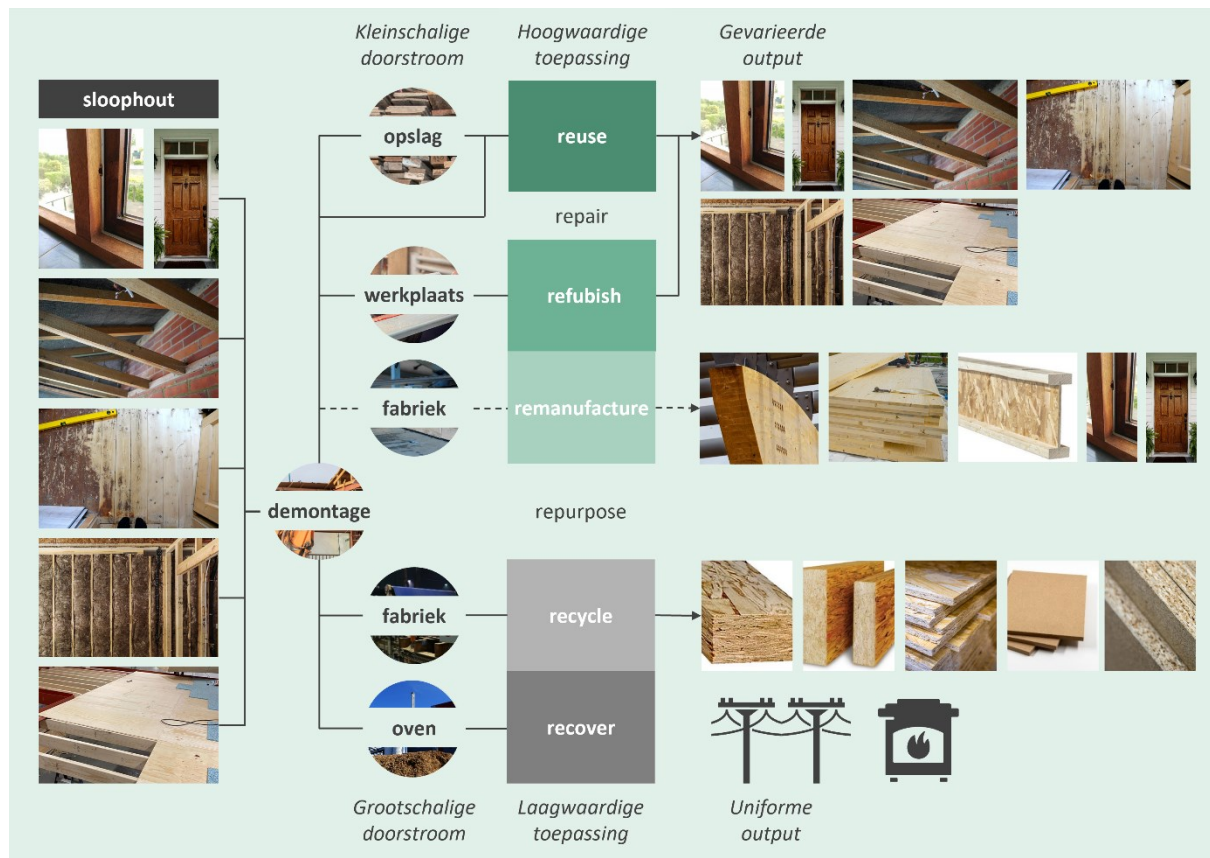 Kleinschalige
doorstroom
Hoogwaardige
toepassing
Gevarieerde
output
sloophout
opslag
reuse
repair
werkplaats
refubish
fabriek
remanufacture
demontage
repurpose
fabriek
recycle
oven
recover
Grootschalige
doorstroom
Laagwaardige
toepassing
Uniforme
output